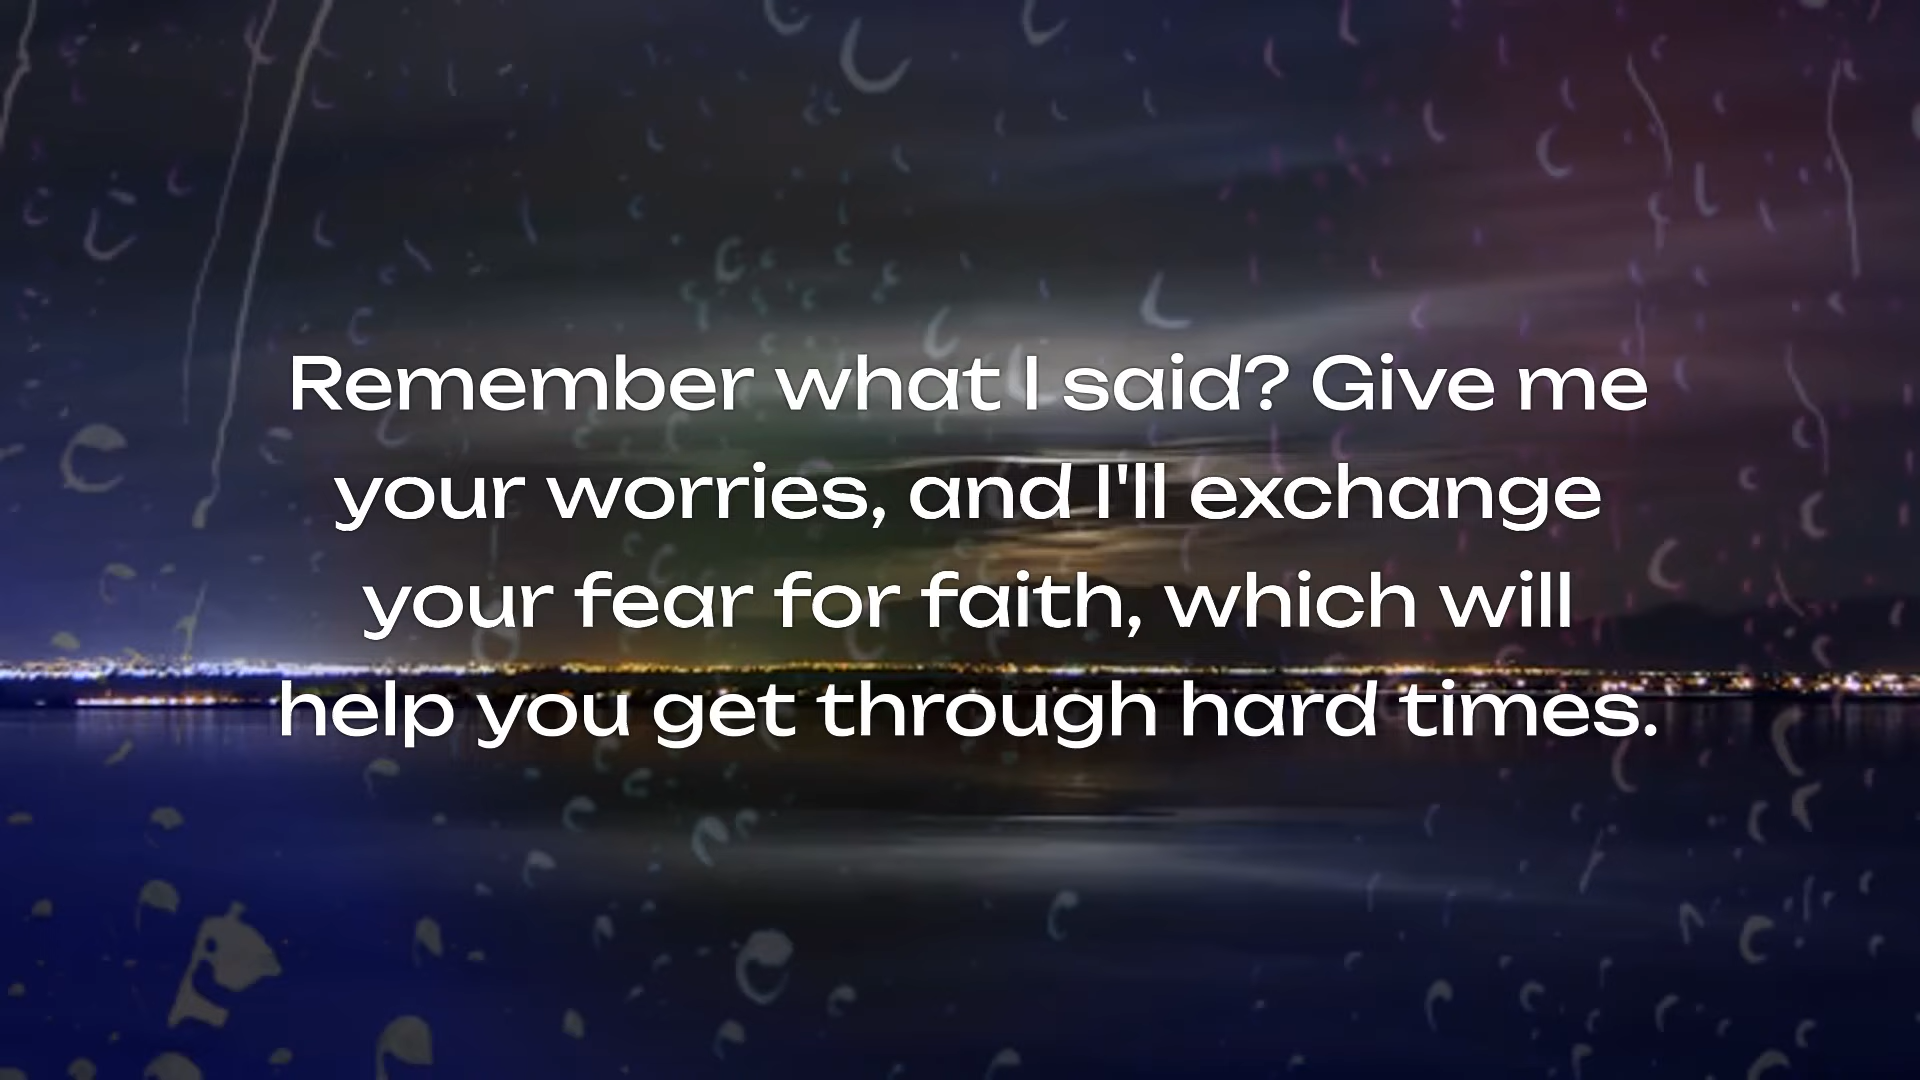 Remember what I said? Give me
your worries, and I'll exchange
your fear for faith, which will
help you get through hard times.